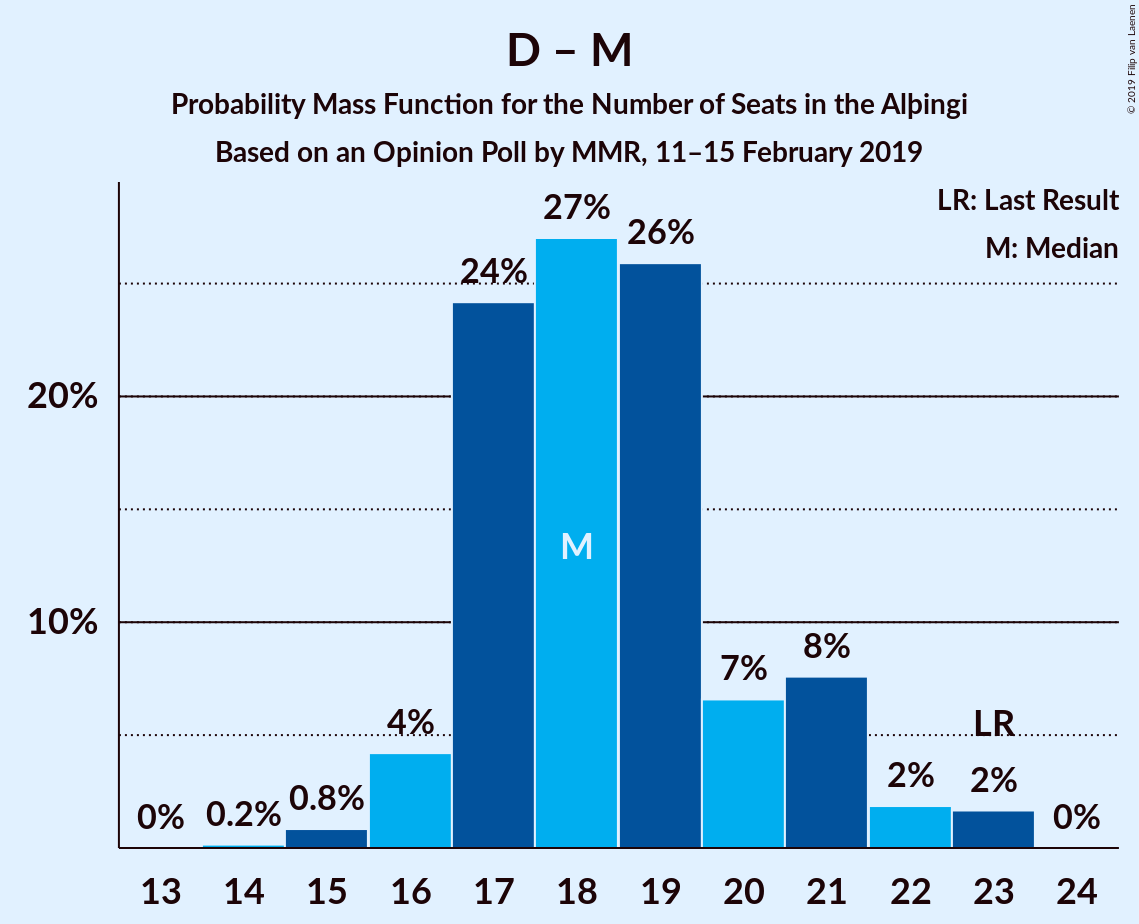 D – M
Probability Mass Function for the Number of Seats in the Alþingi
Based on an Opinion Poll by MMR, 11–15 February 2019
© 2019 Filip van Laenen
LR: Last Result
M: Median
27%
26%
24%
20%
M
10%
8%
7%
4%
LR
2%
2%
0.8%
0.2%
0%
0%
13 14 15 16 17 18 19 20 21 22 23 24